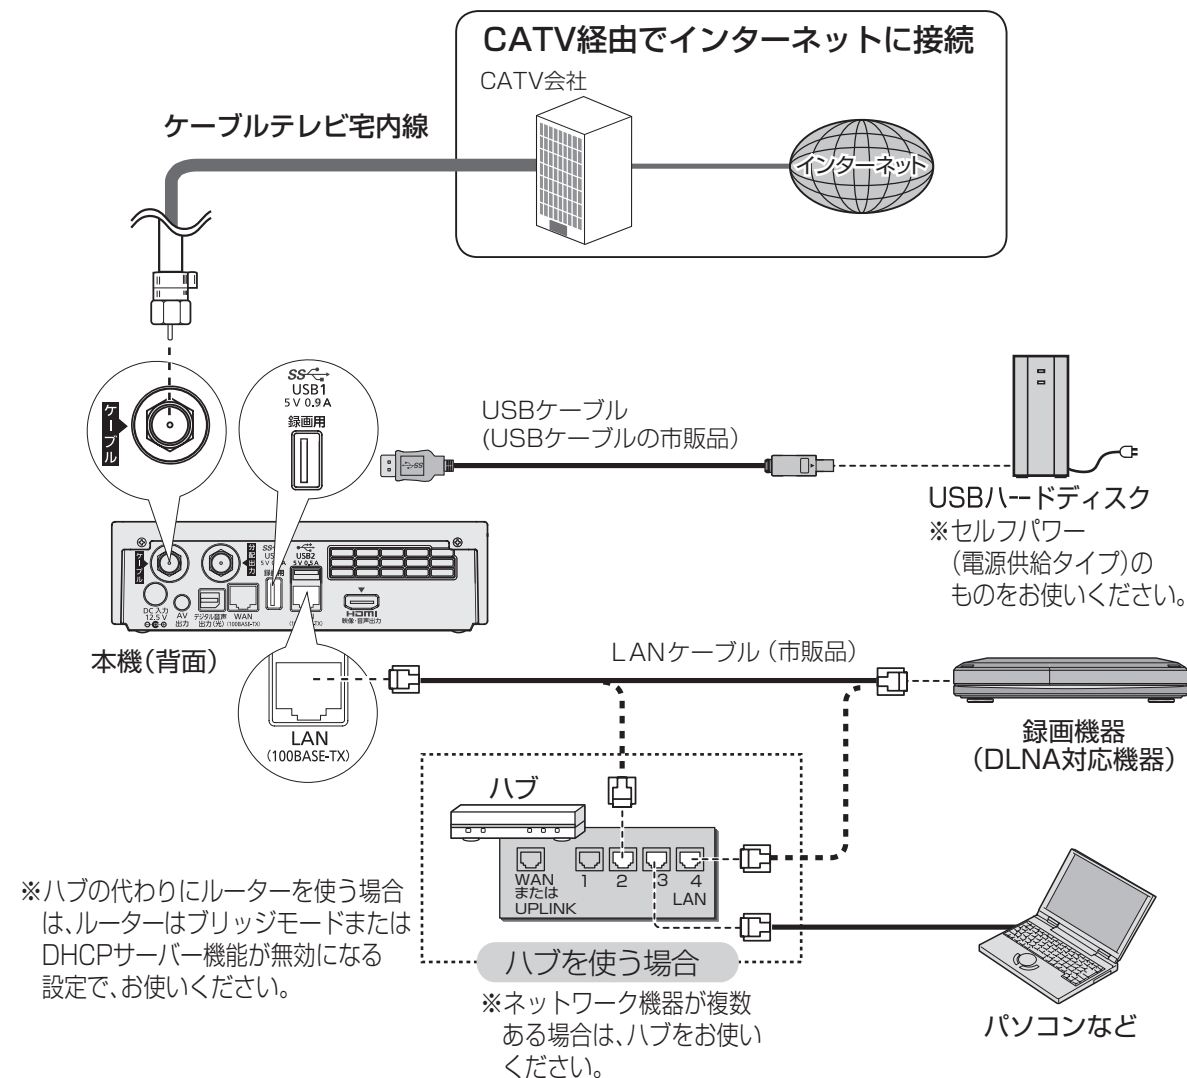 CATV経由でインターネットに接続
CATV会社
インターネット
ケーブルテレビ宅内線
ケーブル
SS
USB1
5V 0.9A
録画用
USBケーブル
(USBケーブルの市販品)
SS
USBハードディスク
※セルフパワー
(電源供給タイプ)の
ものをお使いください。
ケーブル
分配出力
USB2
5V 0.5A
DC入力
12.5V
AV
出力
デジタル音声
出力(光)
WAN
(100BASE-TX)
HDMI
映像・音声出力
本機(背面)
LAN
(100BASE-TX)
LANケーブル(市販品)
録画機器
(DLNA対応機器)
ハブ
WAN
または
UPLINK
1
2
3
4
LAN
ハブを使う場合
※ネットワーク機器が複数
ある場合は、ハブをお使い
ください。
※ハブの代わりにルーターを使う場合
は、ルーターはブリッジモードまたは
DHCPサーバー機能が無効になる
設定で、お使いください。
パソコンなど